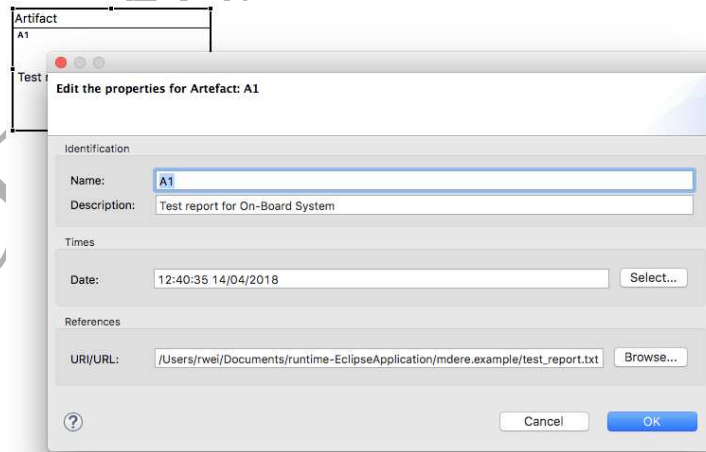 Artifact
A1
Test
Edit the properties for Artefact: A1
Identification
Name: A1
Description: Test report for On-Board System
Times
Date: 12:40:35 14/04/2018 Select...
References
URI/URL: /Users/rwei/Documents/runtime-EclipseApplication/mdere.example/test_report.txt Browse...
? Cancel OK